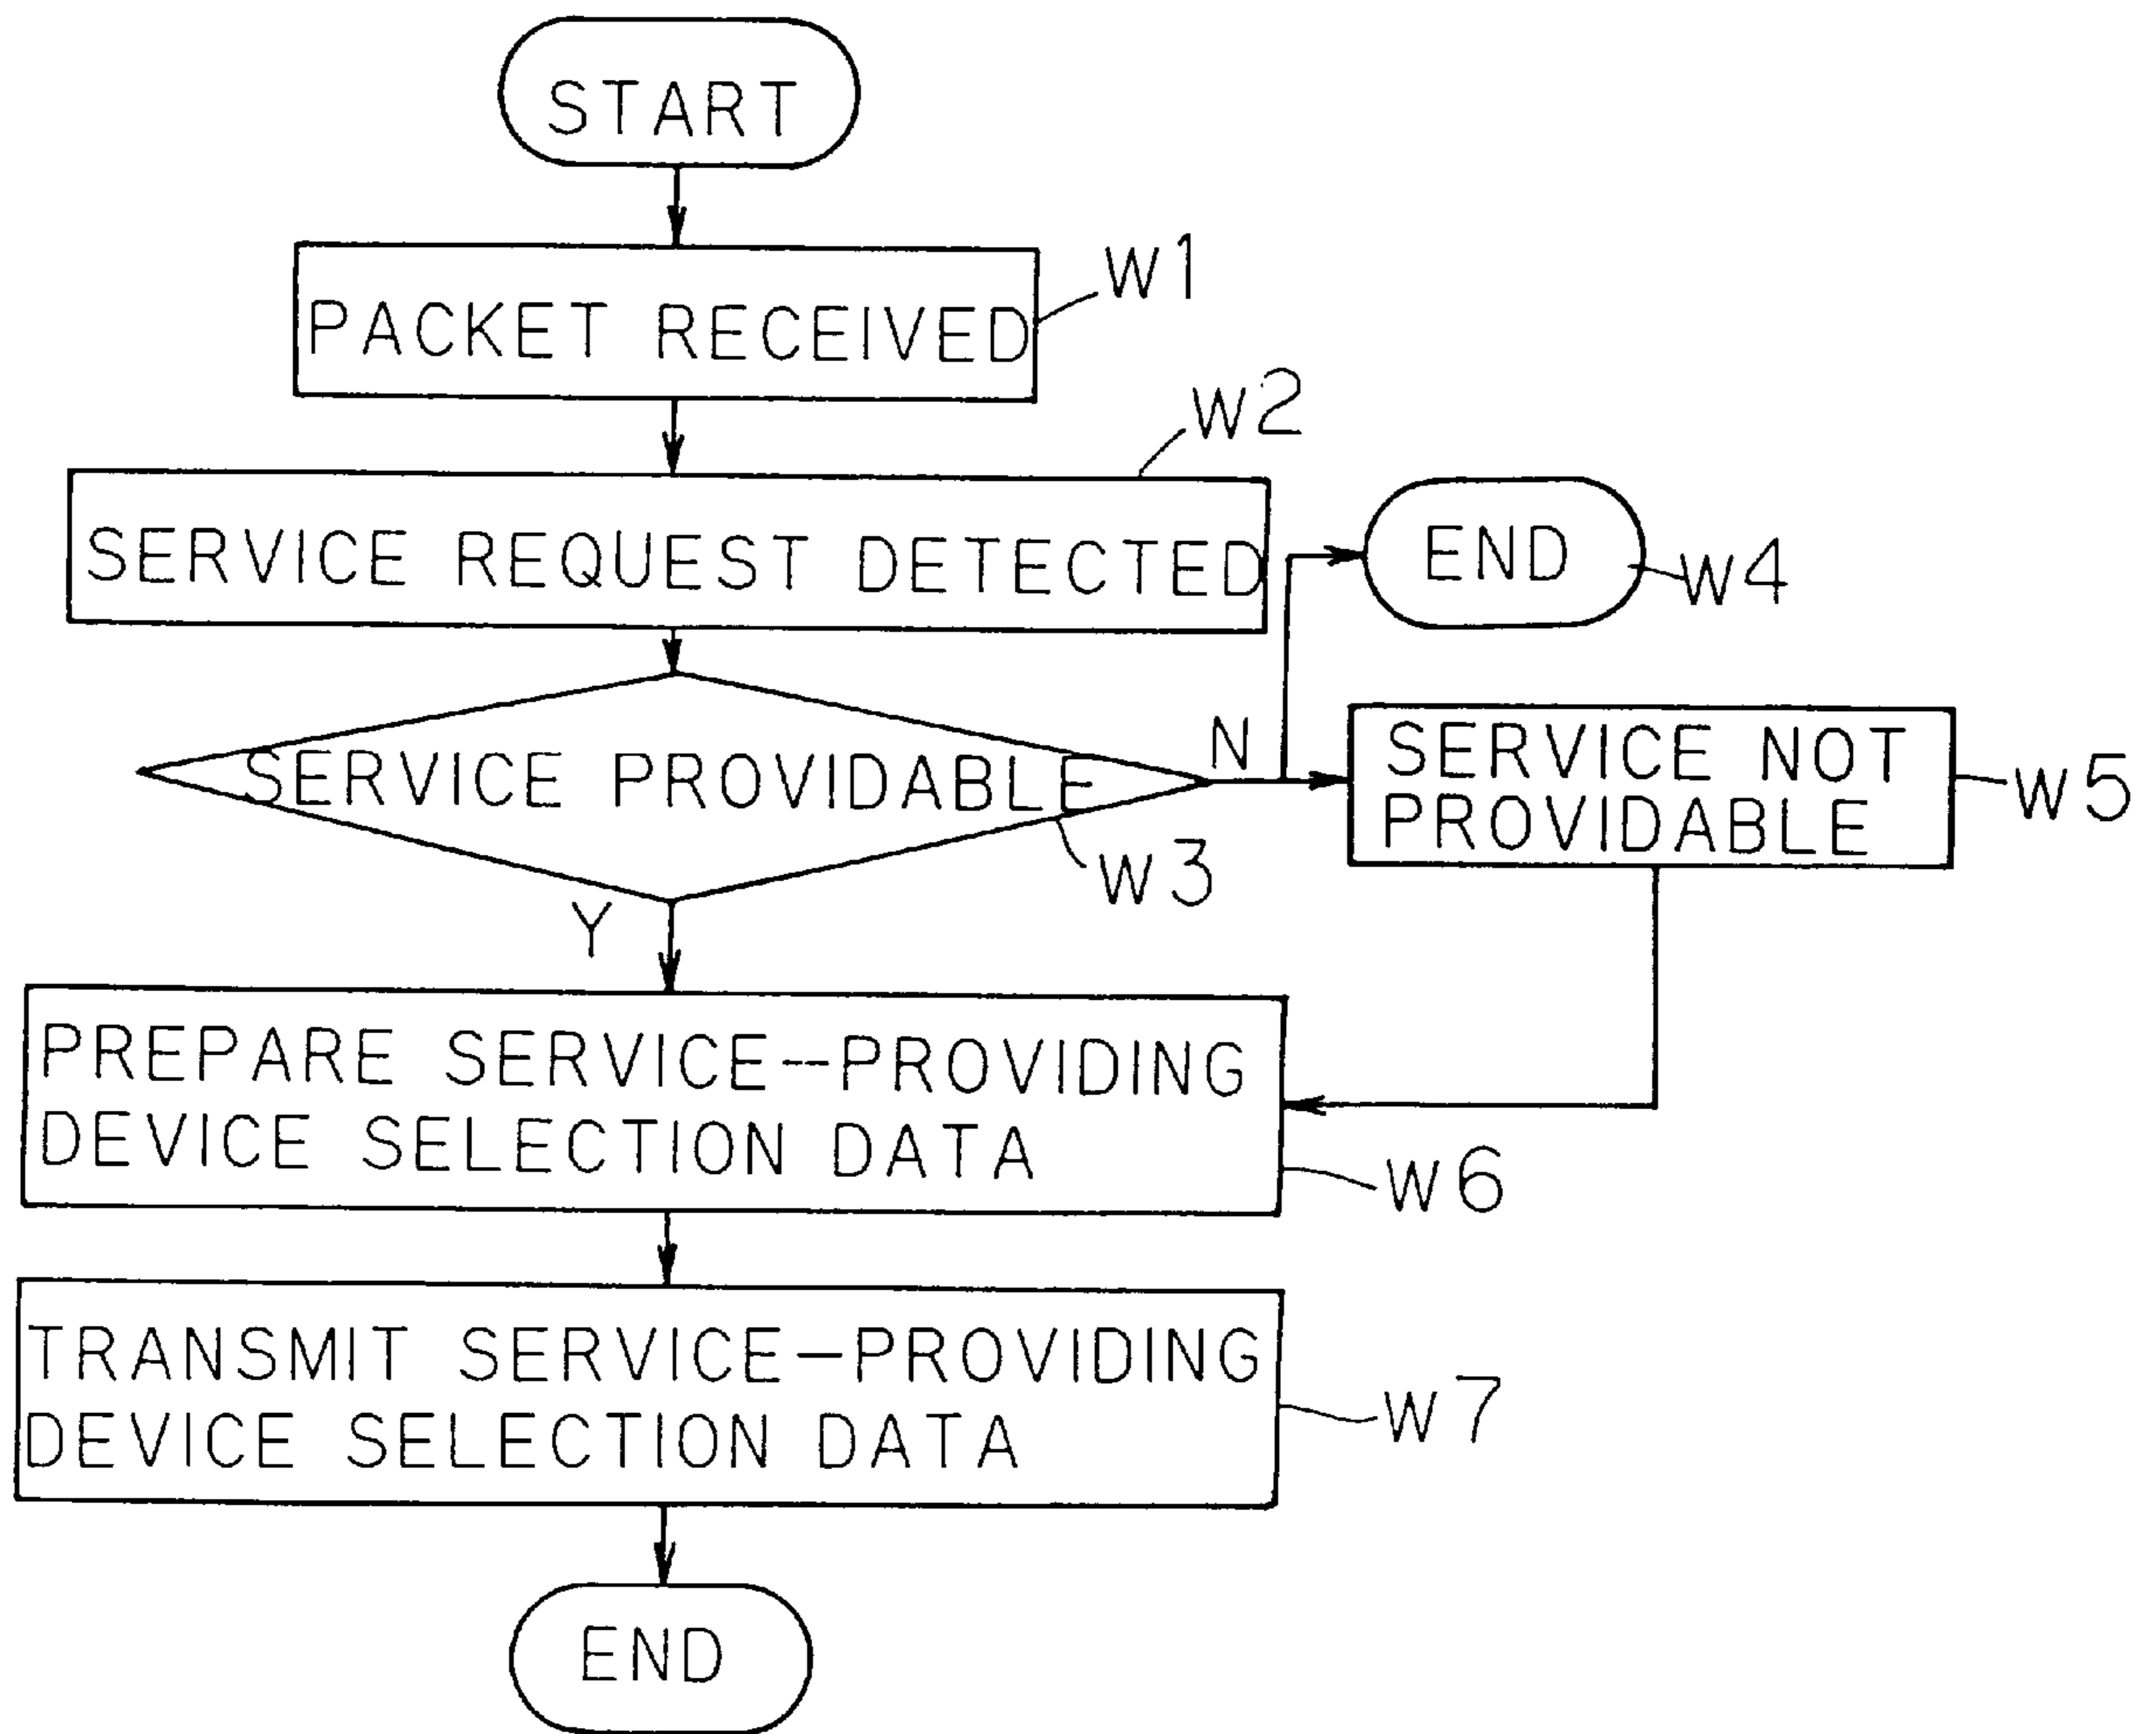 START
PACKET RECEIVED
W1
W2
SERVICE REQUEST DETECTED
END
W4
SERVICE PROVIDABLE
N
W3
SERVICE NOT
PROVIDABLE
W5
Y
PREPARE SERVICE-PROVIDING
DEVICE SELECTION DATA
W6
TRANSMIT SERVICE-PROVIDING
DEVICE SELECTION DATA
W7
END